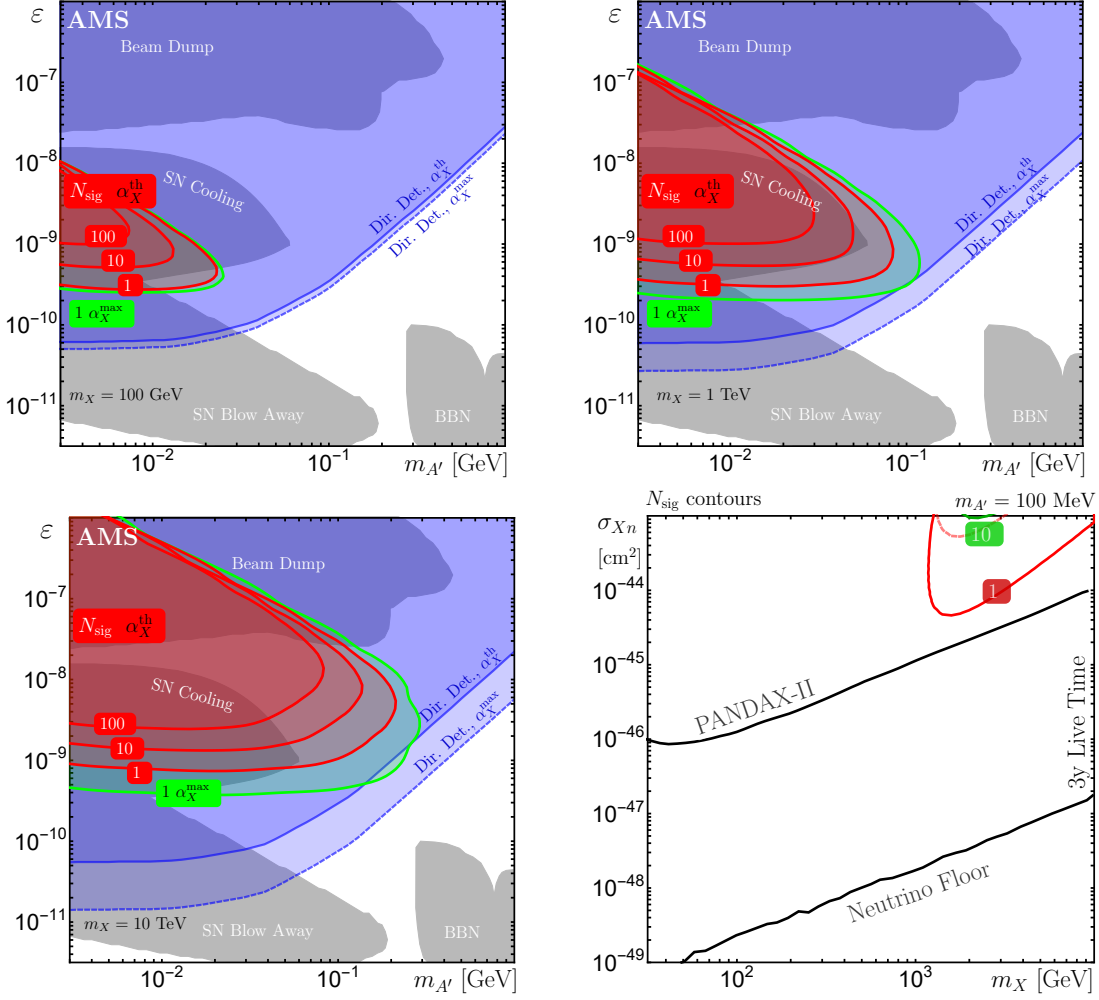 ε
AMS
Beam Dump
10⁻⁷
10⁻⁸
10⁻⁹
10⁻¹⁰
10⁻¹¹
SN Cooling
N_sig α_X^th
100
10
1
1 α_X^max
Dir. Det., α_X^th
Dir. Det., α_X^max
m_X = 100 GeV
SN Blow Away
BBN
10⁻²
10⁻¹
m_A′ [GeV]
ε
AMS
Beam Dump
10⁻⁷
10⁻⁸
10⁻⁹
10⁻¹⁰
10⁻¹¹
N_sig α_X^th
SN Cooling
100
10
1
1 α_X^max
Dir. Det., α_X^th
Dir. Det., α_X^max
m_X = 1 TeV
SN Blow Away
BBN
10⁻²
10⁻¹
m_A′ [GeV]
ε
AMS
Beam Dump
10⁻⁷
10⁻⁸
10⁻⁹
10⁻¹⁰
10⁻¹¹
N_sig α_X^th
SN Cooling
100
10
1
1 α_X^max
Dir. Det., α_X^th
Dir. Det., α_X^max
m_X = 10 TeV
SN Blow Away
BBN
10⁻²
10⁻¹
m_A′ [GeV]
N_sig contours
m_A′ = 100 MeV
σ_Xn
[cm²]
10⁻⁴⁴
10⁻⁴⁵
10⁻⁴⁶
10⁻⁴⁷
10⁻⁴⁸
10⁻⁴⁹
10
1
PANDAX-II
Neutrino Floor
3y Live Time
10²
10³
m_X [GeV]